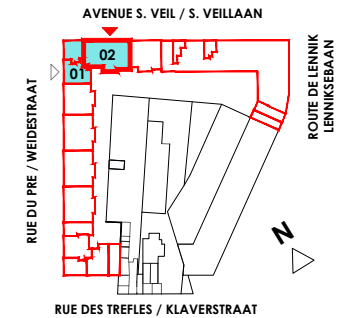 AVENUE S. VEIL / S. VEILLAAN
02
01
ROUTE DE LENNIK
LENNIKSEBAAN
RUE DU PRE / WEIDESTRAAT
N
RUE DES TREFLES / KLAVERSTRAAT